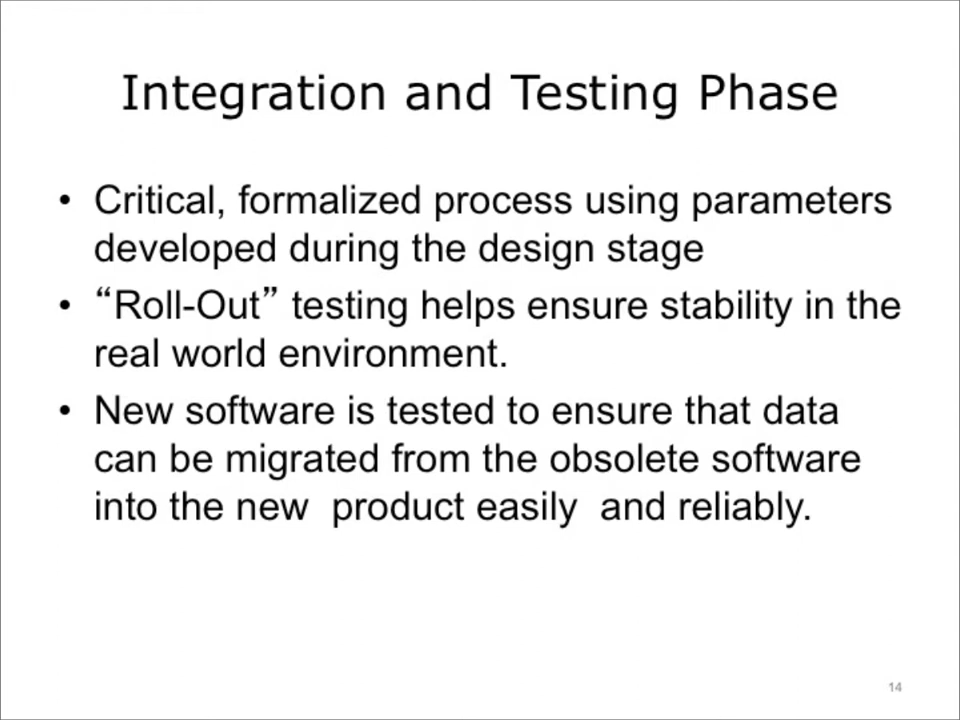 Integration and Testing Phase
• Critical, formalized process using parameters
developed during the design stage
• “Roll-Out” testing helps ensure stability in the
real world environment.
• New software is tested to ensure that data
can be migrated from the obsolete software
into the new  product easily  and reliably.
14